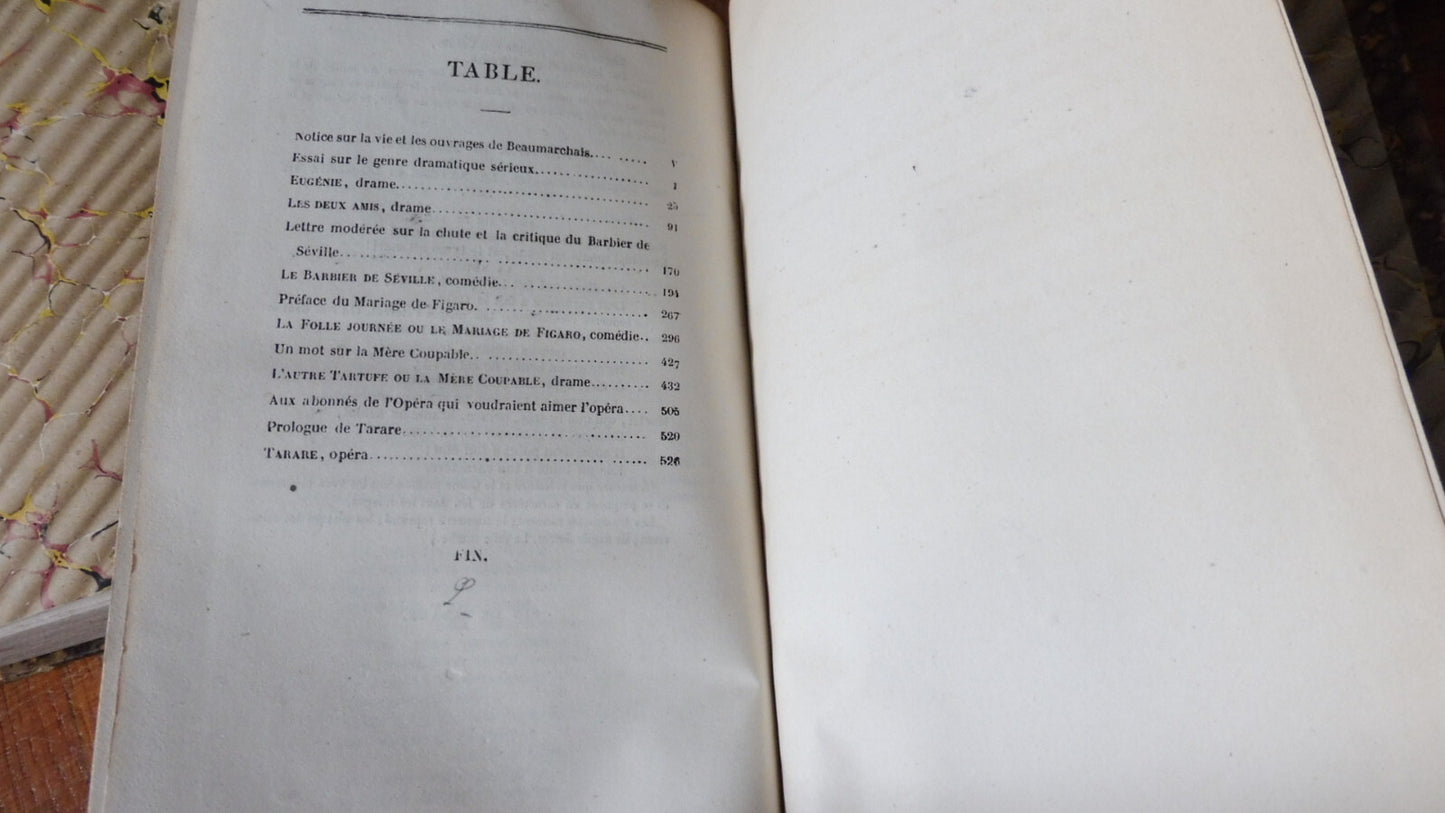 TABLE.
Notice sur la vie et les ouvrages de Beaumarchais.... ..... V
Essai sur le genre dramatique sérieux................... 1
EUGÉNIE, drame.......................................... 25
LES DEUX AMIS, drame.................................... 91
Lettre modérée sur la chute et la critique du Barbier de
Séville................................................. 170
LE BARBIER DE SÉVILLE, comédie... ...................... 194
Préface du Mariage de Figaro. .......................... 267
LA FOLLE JOURNÉE OU LE MARIAGE DE FIGARO, comédie.. 296
Un mot sur la Mère Coupable.. .......................... 427
L'AUTRE TARTUFE OU LA MÈRE COUPABLE, drame.......... 432
Aux abonnés de l'Opéra qui voudraient aimer l'opéra.... 505
Prologue de Tarare...................................... 520
TARARE, opéra................................... ...... 526
FIN.